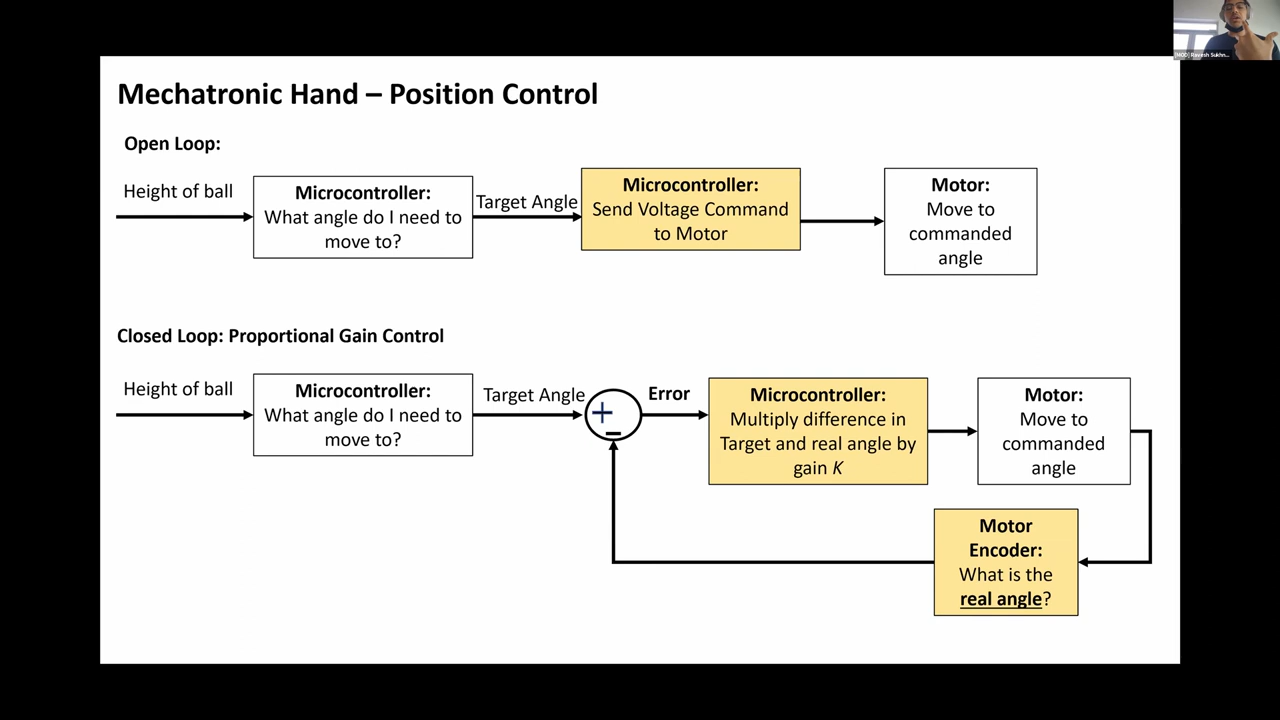 Mechatronic Hand – Position Control
Open Loop:
Height of ball
Microcontroller:
What angle do I need to
move to?
Target Angle
Microcontroller:
Send Voltage Command
to Motor
Motor:
Move to
commanded
angle
Closed Loop: Proportional Gain Control
Height of ball
Microcontroller:
What angle do I need to
move to?
Target Angle
+
–
Error
Microcontroller:
Multiply difference in
Target and real angle by
gain K
Motor:
Move to
commanded
angle
Motor
Encoder:
What is the
real angle?